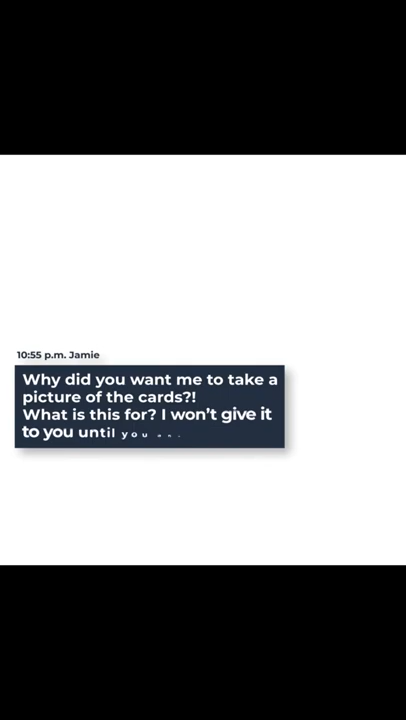 10:55 p.m. Jamie
Why did you want me to take a
picture of the cards?!
What is this for? I won't give it
to you until you